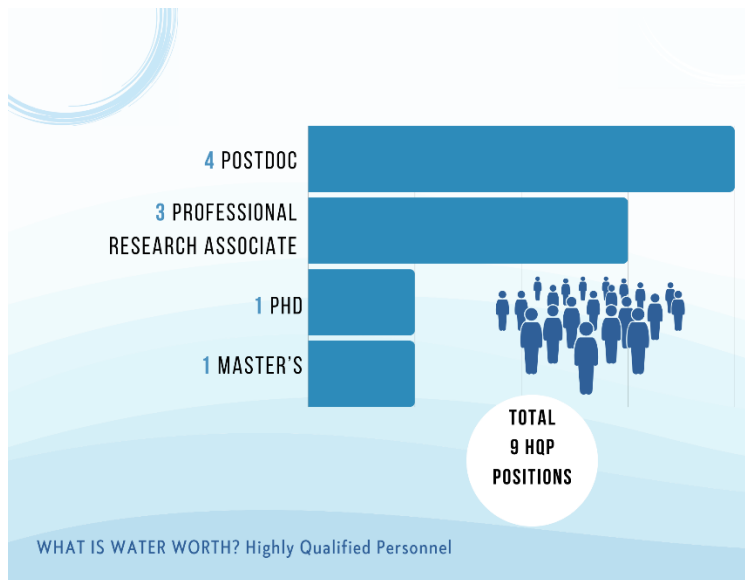 4 POSTDOC
3 PROFESSIONAL
RESEARCH ASSOCIATE
1 PHD
1 MASTER'S
TOTAL
9 HQP
POSITIONS
WHAT IS WATER WORTH? Highly Qualified Personnel